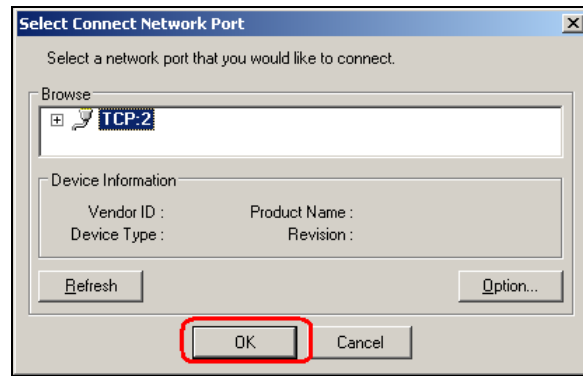 Select Connect Network Port
Select a network port that you would like to connect.
Browse
TCP:2
Device Information
Vendor ID :    Product Name :
Device Type :    Revision :
Refresh    Option...
OK    Cancel